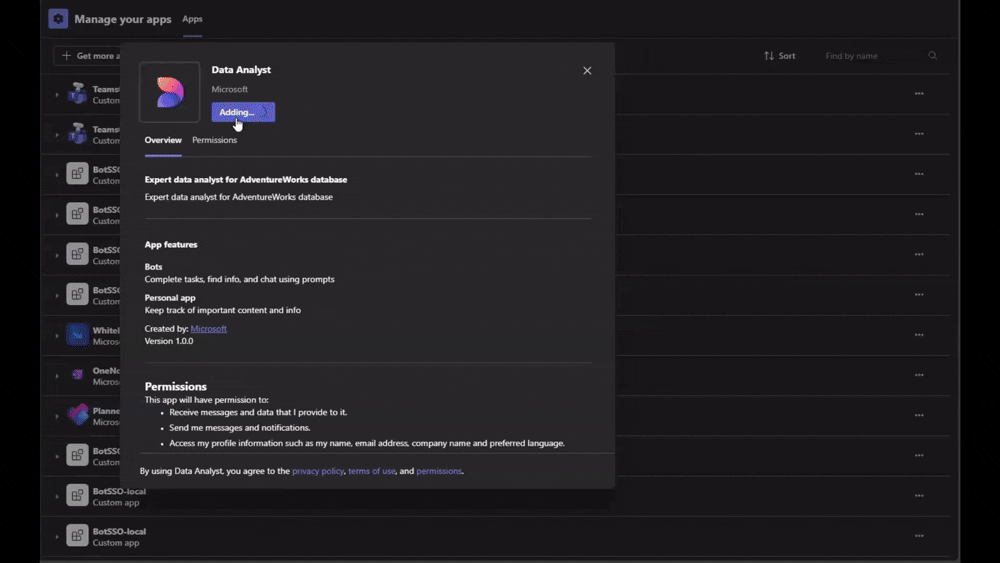 Manage your apps Apps
Get more a
Sort
Find by name
Data Analyst
Microsoft
Adding...
Overview Permissions
Expert data analyst for AdventureWorks database
Expert data analyst for AdventureWorks database
App features
Bots
Complete tasks, find info, and chat using prompts
Personal app
Keep track of important content and info
Created by: Microsoft
Version 1.0.0
Permissions
This app will have permission to:
• Receive messages and data that I provide to it.
• Send me messages and notifications.
• Access my profile information such as my name, email address, company name and preferred language.
By using Data Analyst, you agree to the privacy policy, terms of use, and permissions.
Teams
Custom
Teams
Custom
BotSS
Custom
BotSS
Custom
BotSS
Custom
BotSS
Custom
Whitel
Micros
OneNo
Micros
Planne
Micros
BotSS
Custom
BotSSO-local
Custom app
BotSSO-local
Custom app